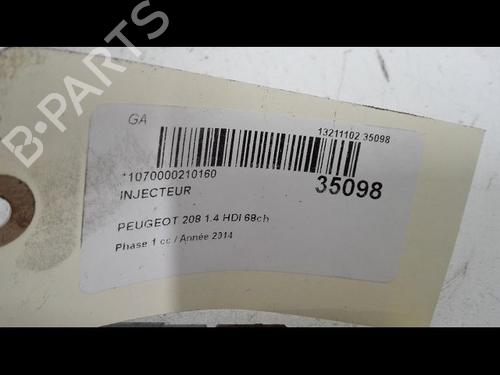 B-PARTS
GA
13211102 35098
*1070000210160
35098
INJECTEUR
PEUGEOT 208 1.4 HDI 68ch
Phase 1 cc / Année 2014